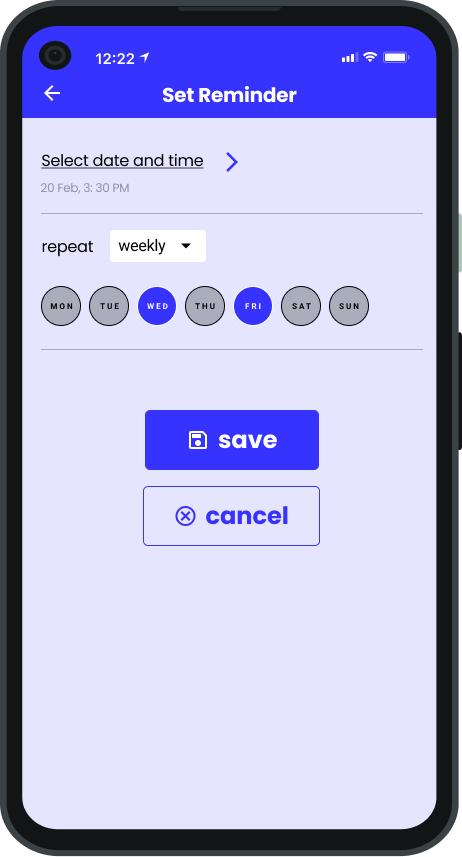 12:22
Set Reminder
Select date and time
20 Feb, 3: 30 PM
repeat weekly
MON TUE WED THU FRI SAT SUN
save
cancel